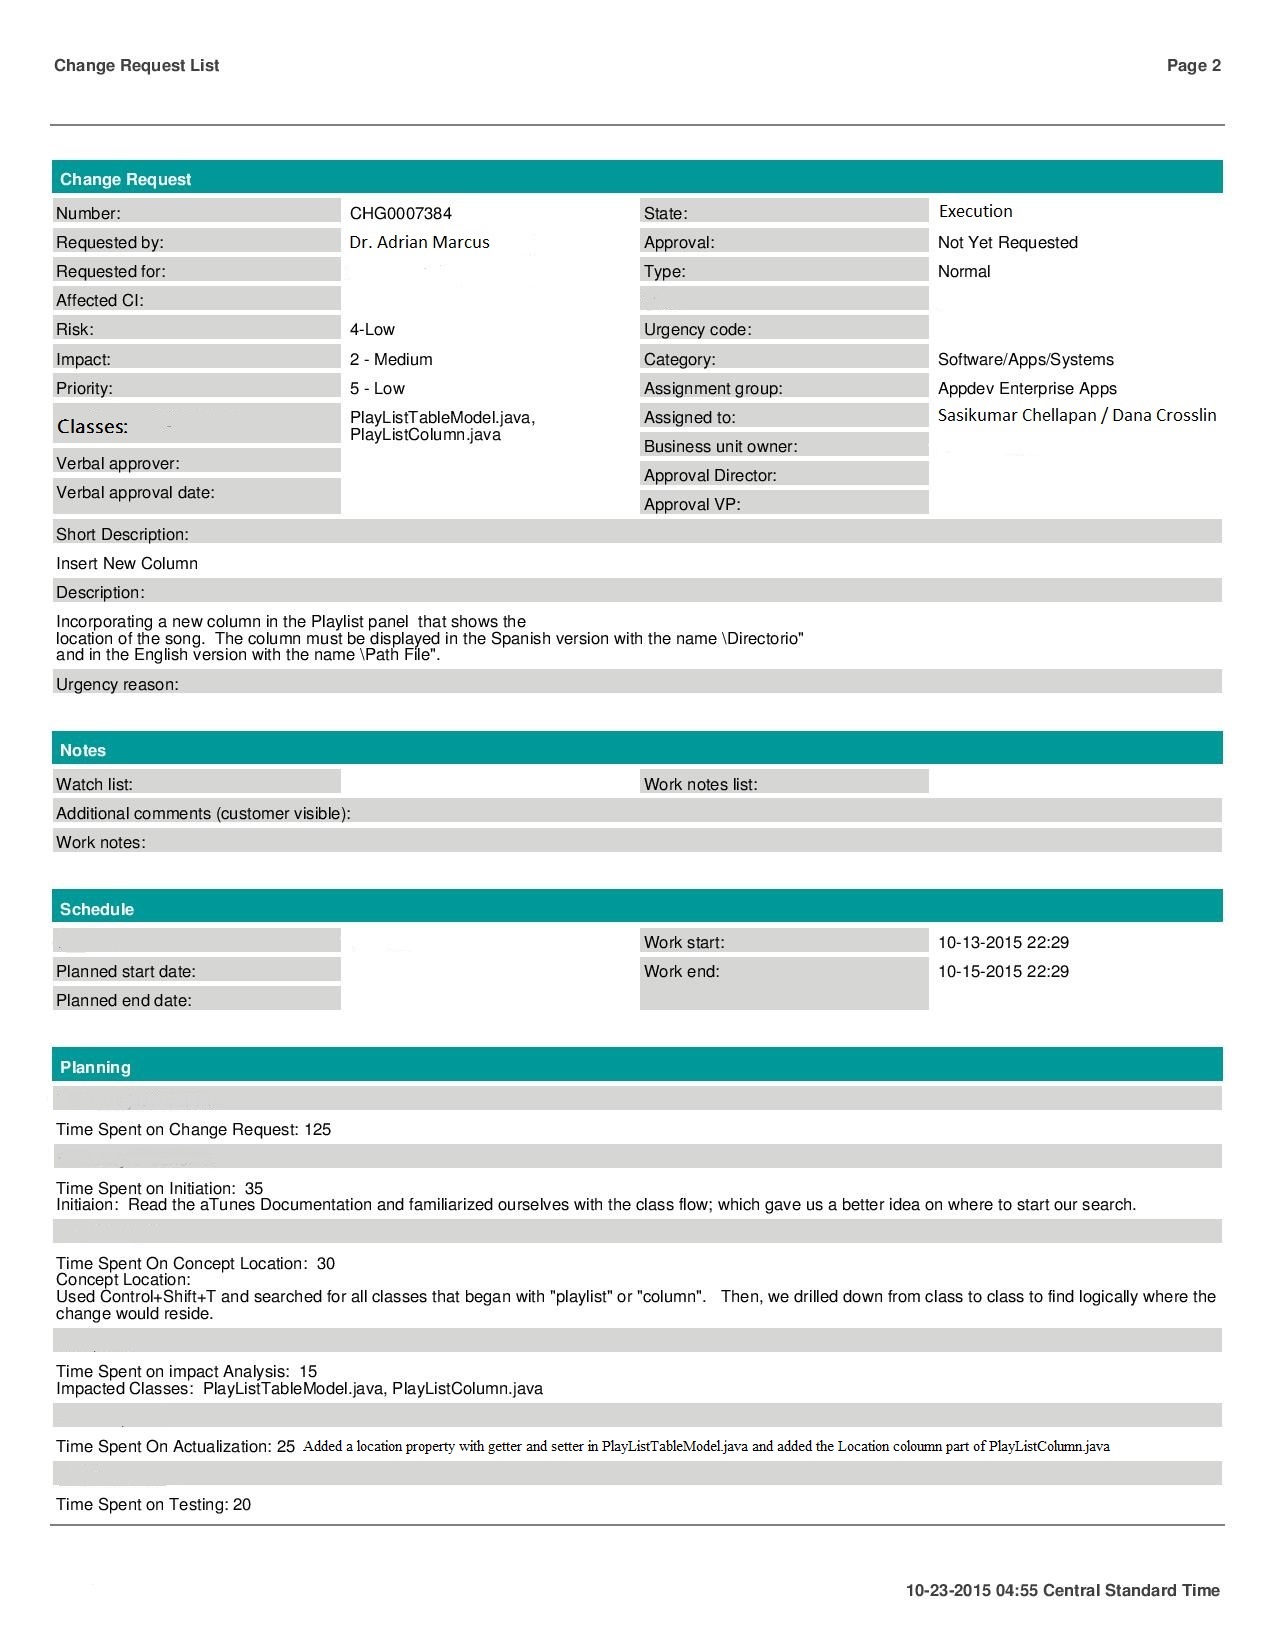 Change Request List Page 2
Change Request
Number: CHG0007384 State: Execution
Requested by: Dr. Adrian Marcus Approval: Not Yet Requested
Requested for: Type: Normal
Affected CI:
Risk: 4-Low Urgency code:
Impact: 2 - Medium Category: Software/Apps/Systems
Priority: 5 - Low Assignment group: Appdev Enterprise Apps
Classes: PlayListTableModel.java, Assigned to: Sasikumar Chellapan / Dana Crosslin
PlayListColumn.java
Business unit owner:
Verbal approver:
Approval Director:
Verbal approval date:
Approval VP:
Short Description:
Insert New Column
Description:
Incorporating a new column in the Playlist panel that shows the
location of the song. The column must be displayed in the Spanish version with the name \Directorio"
and in the English version with the name \Path File".
Urgency reason:
Notes
Watch list: Work notes list:
Additional comments (customer visible):
Work notes:
Schedule
Work start: 10-13-2015 22:29
Planned start date: Work end: 10-15-2015 22:29
Planned end date:
Planning
Time Spent on Change Request: 125
Time Spent on Initiation: 35
Initiaion: Read the aTunes Documentation and familiarized ourselves with the class flow; which gave us a better idea on where to start our search.
Time Spent On Concept Location: 30
Concept Location:
Used Control+Shift+T and searched for all classes that began with "playlist" or "column". Then, we drilled down from class to class to find logically where the
change would reside.
Time Spent on impact Analysis: 15
Impacted Classes: PlayListTableModel.java, PlayListColumn.java
Time Spent On Actualization: 25 Added a location property with getter and setter in PlayListTableModel.java and added the Location coloumn part of PlayListColumn.java
Time Spent on Testing: 20
10-23-2015 04:55 Central Standard Time